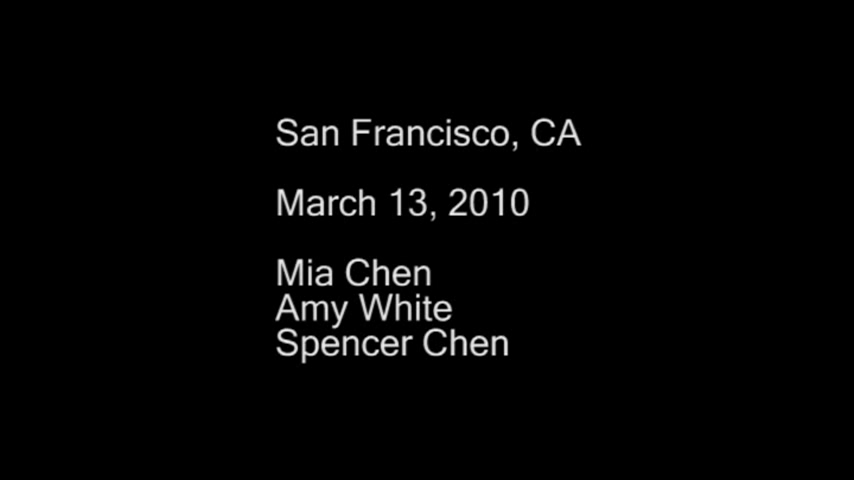 San Francisco, CA
March 13, 2010
Mia Chen
Amy White
Spencer Chen